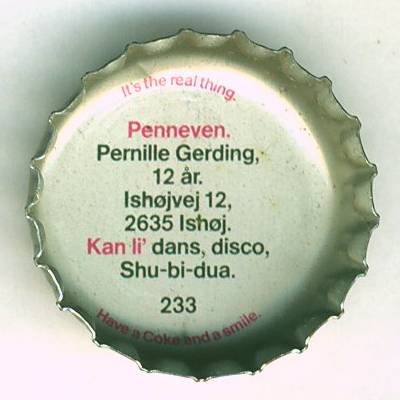 It's the real thing.
Penneven.
Pernille Gerding,
12 år.
Ishøjvej 12,
2635 Ishøj.
Kan li' dans, disco,
Shu-bi-dua.
233
Have a Coke and a smile.